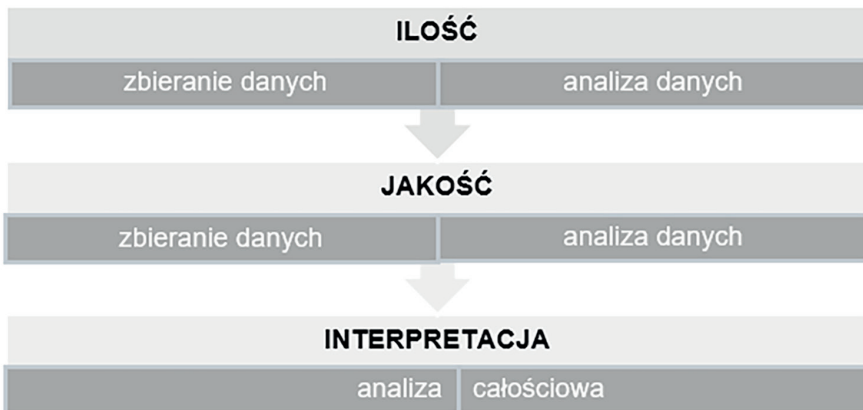 ILOŚĆ
zbieranie danych analiza danych
JAKOŚĆ
zbieranie danych analiza danych
INTERPRETACJA
analiza całościowa